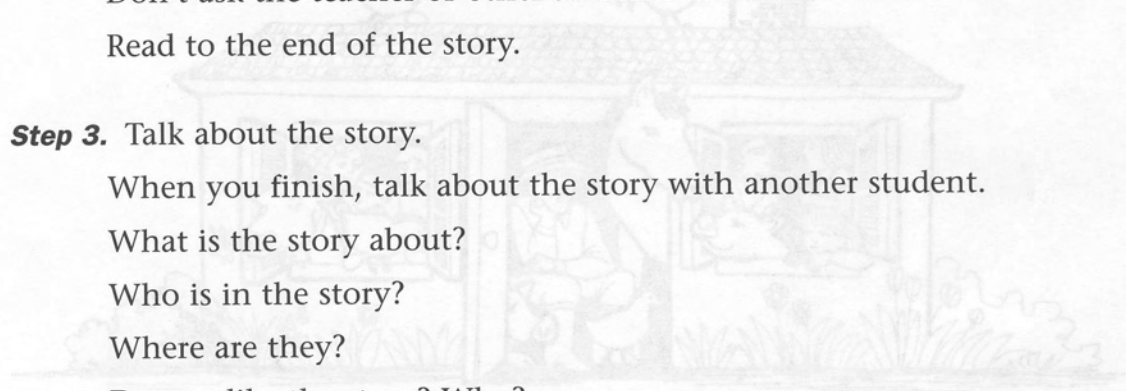 Read to the end of the story.
Step 3. Talk about the story.
When you finish, talk about the story with another student.
What is the story about?
Who is in the story?
Where are they?